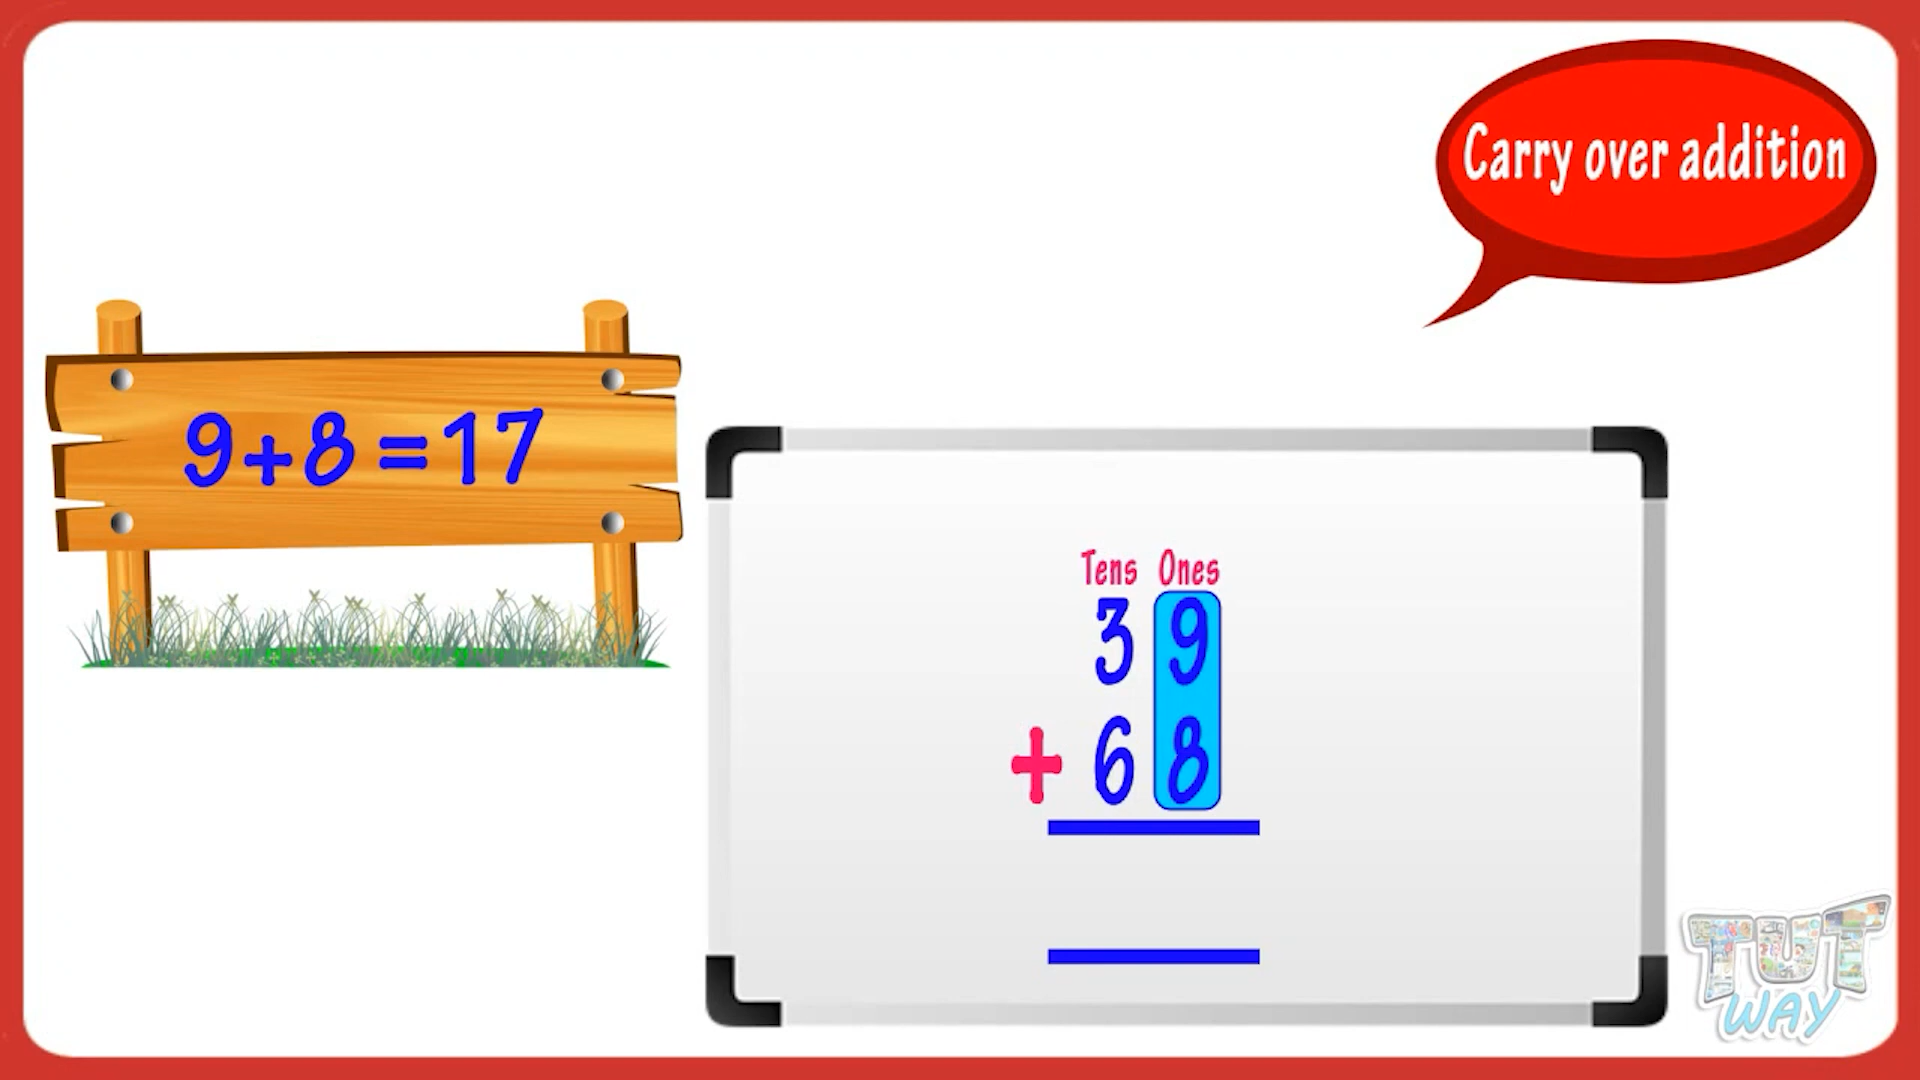 Carry over addition
9+8=17
Tens Ones
3 9
+ 6 8
TUT
WAY